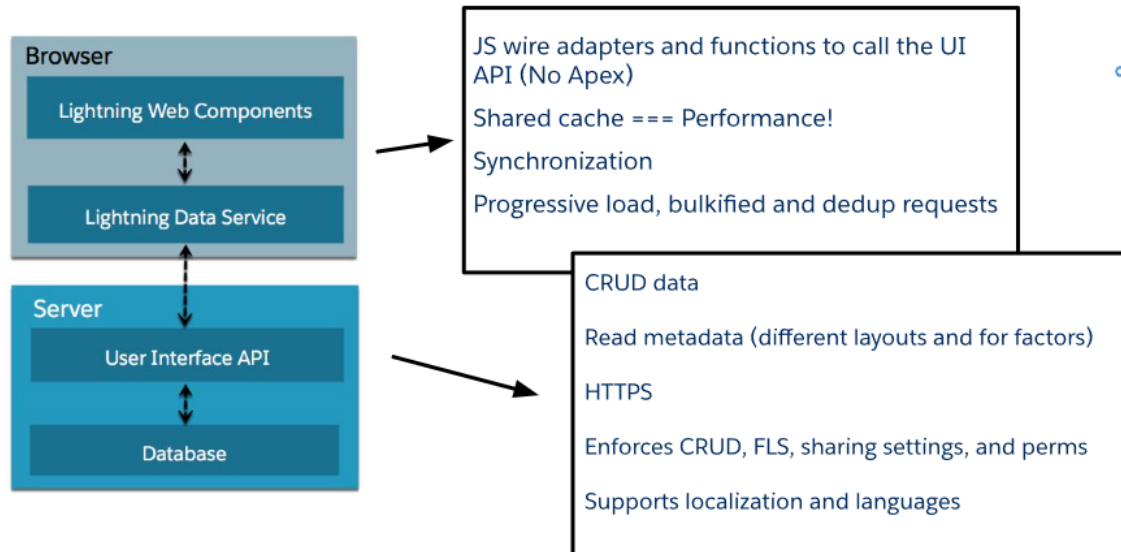 Browser
Lightning Web Components
Lightning Data Service
Server
User Interface API
Database
JS wire adapters and functions to call the UI
API (No Apex)
Shared cache === Performance!
Synchronization
Progressive load, bulkified and dedup requests
CRUD data
Read metadata (different layouts and for factors)
HTTPS
Enforces CRUD, FLS, sharing settings, and perms
Supports localization and languages